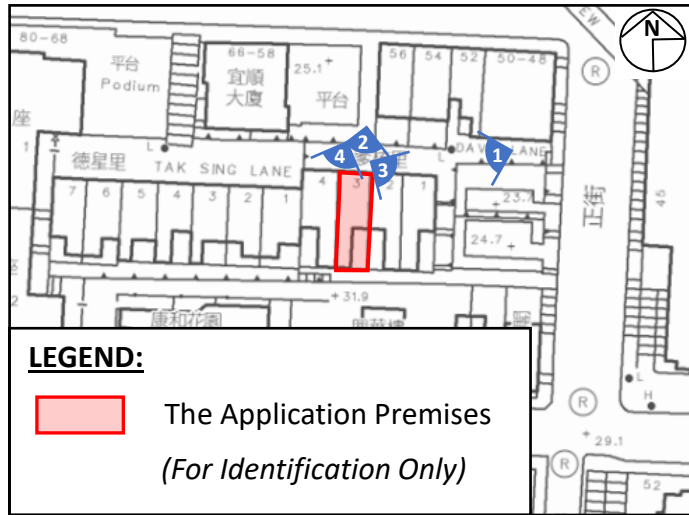 80-68
66-58
56
54
52
50-48
N
R
平台
Podium
宜順
大廈
25.1
平台
座
1
L
德星里
TAK SING LANE
4
2
3
L
1
7
6
5
4
3
2
1
4
3
2
1
23.7
24.7
正街
45
座
31.9
康和花園
LEGEND:
The Application Premises
(For Identification Only)
L
H
R
29.1
R
52